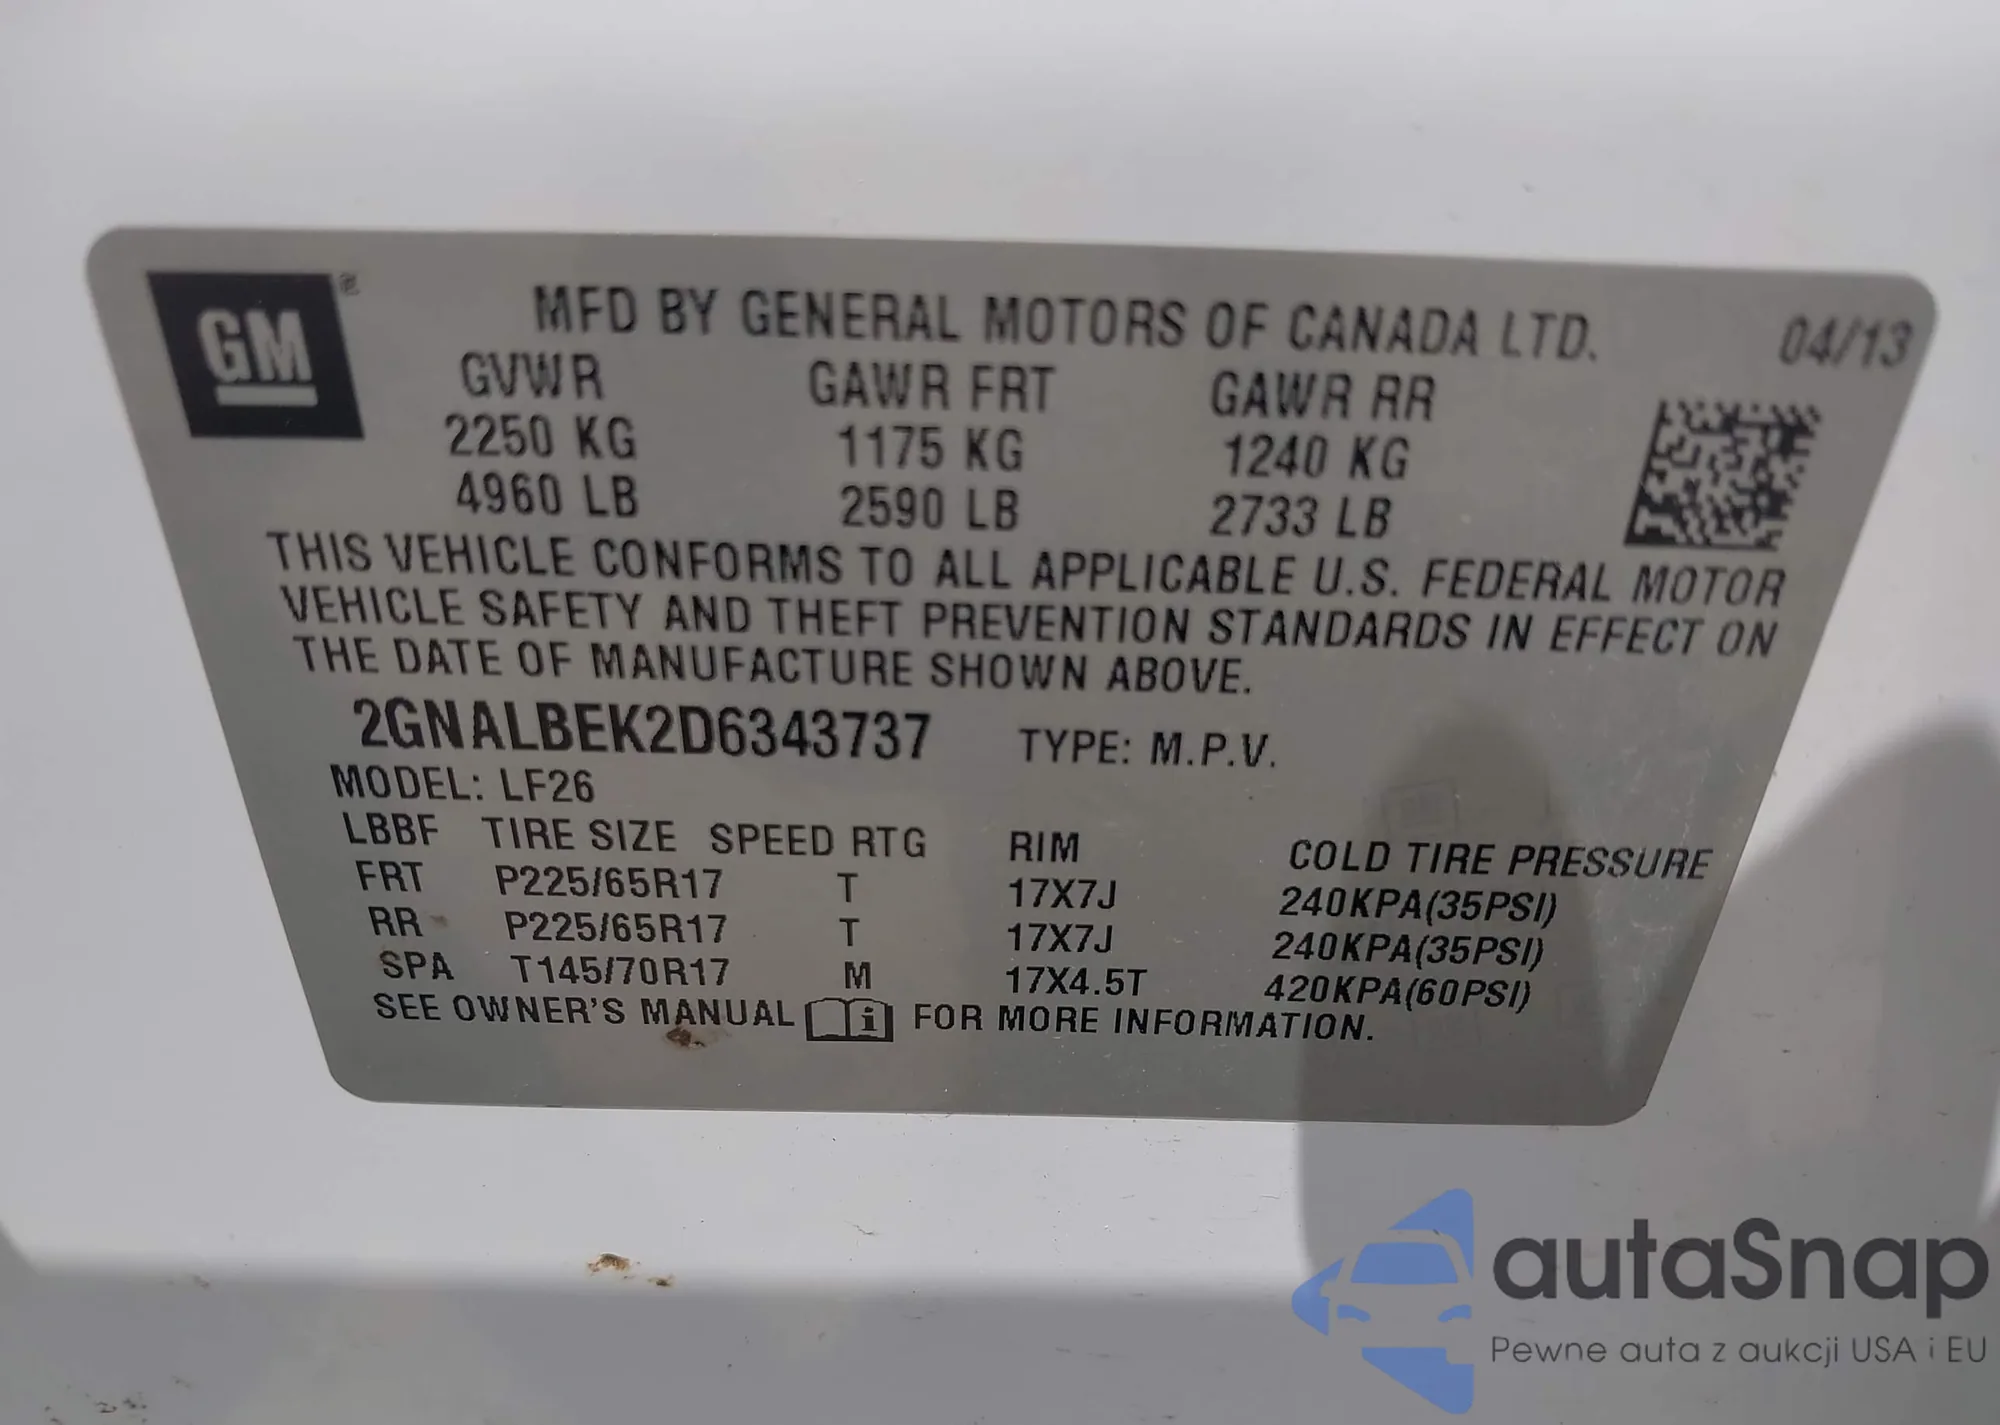 GM ®
MFD BY GENERAL MOTORS OF CANADA LTD. 04/13
GVWR GAWR FRT GAWR RR
2250 KG 1175 KG 1240 KG
4960 LB 2590 LB 2733 LB
THIS VEHICLE CONFORMS TO ALL APPLICABLE U.S. FEDERAL MOTOR
VEHICLE SAFETY AND THEFT PREVENTION STANDARDS IN EFFECT ON
THE DATE OF MANUFACTURE SHOWN ABOVE.
2GNALBEK2D6343737 TYPE: M.P.V.
MODEL: LF26
LBBF TIRE SIZE SPEED RTG RIM COLD TIRE PRESSURE
FRT P225/65R17 T 17X7J 240KPA(35PSI)
RR P225/65R17 T 17X7J 240KPA(35PSI)
SPA T145/70R17 M 17X4.5T 420KPA(60PSI)
SEE OWNER'S MANUAL i FOR MORE INFORMATION.
autaSnap
Pewne auta z aukcji USA i EU